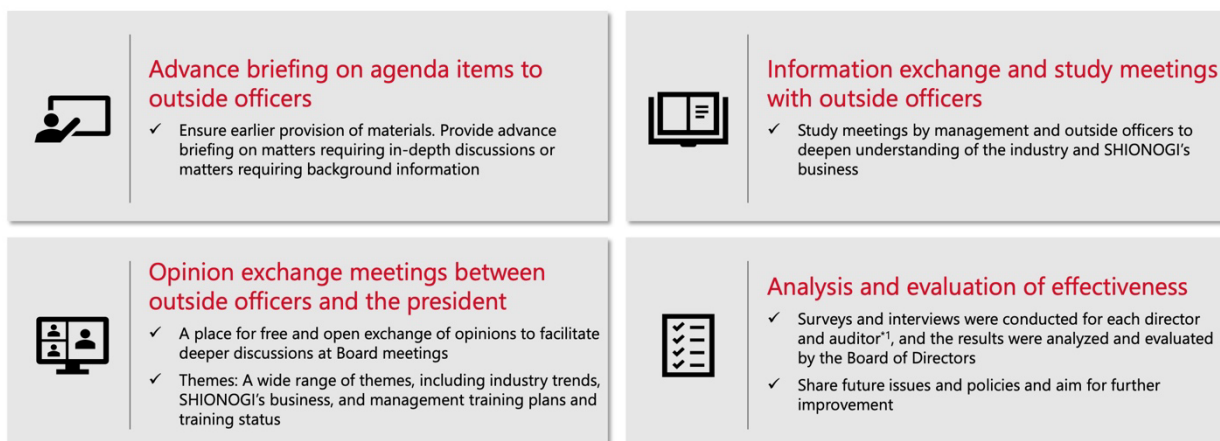 Advance briefing on agenda items to
outside officers
✓ Ensure earlier provision of materials. Provide advance
briefing on matters requiring in-depth discussions or
matters requiring background information
Information exchange and study meetings
with outside officers
✓ Study meetings by management and outside officers to
deepen understanding of the industry and SHIONOGI's
business
Opinion exchange meetings between
outside officers and the president
✓ A place for free and open exchange of opinions to facilitate
deeper discussions at Board meetings
✓ Themes: A wide range of themes, including industry trends,
SHIONOGI's business, and management training plans and
training status
Analysis and evaluation of effectiveness
✓ Surveys and interviews were conducted for each director
and auditor*1, and the results were analyzed and evaluated
by the Board of Directors
✓ Share future issues and policies and aim for further
improvement